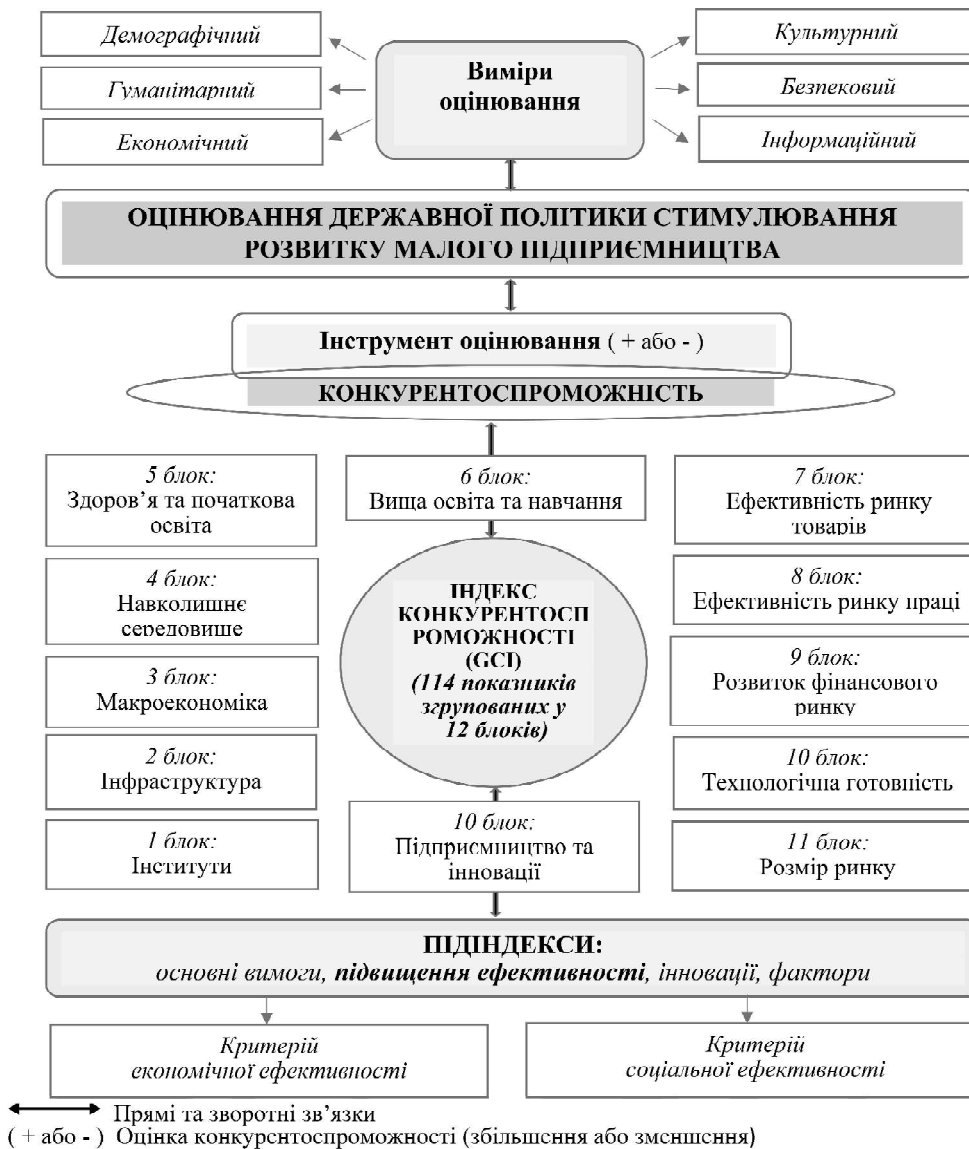 Демографічний
Гуманітарний
Економічний
Виміри
оцінювання
Культурний
Безпековий
Інформаційний
ОЦІНЮВАННЯ ДЕРЖАВНОЇ ПОЛІТИКИ СТИМУЛЮВАННЯ
РОЗВИТКУ МАЛОГО ПІДПРИЄМНИЦТВА
Інструмент оцінювання ( + або - )
КОНКУРЕНТОСПРОМОЖНІСТЬ
5 блок:
Здоров’я та початкова
освіта
6 блок:
Вища освіта та навчання
7 блок:
Ефективність ринку
товарів
4 блок:
Навколишнє
середовище
8 блок:
Ефективність ринку праці
ІНДЕКС
КОНКУРЕНТОСП
РОМОЖНОСТІ
(GCI)
(114 показників
згрупованих у
12 блоків)
3 блок:
Макроекономіка
9 блок:
Розвиток фінансового
ринку
2 блок:
Інфраструктура
10 блок:
Технологічна готовність
1 блок:
Інститути
10 блок:
Підприємництво та
інновації
11 блок:
Розмір ринку
ПІДІНДЕКСИ:
основні вимоги, підвищення ефективності, інновації, фактори
Критерій
економічної ефективності
Критерій
соціальної ефективності
Прямі та зворотні зв’язки
( + або - ) Оцінка конкурентоспроможності (збільшення або зменшення)